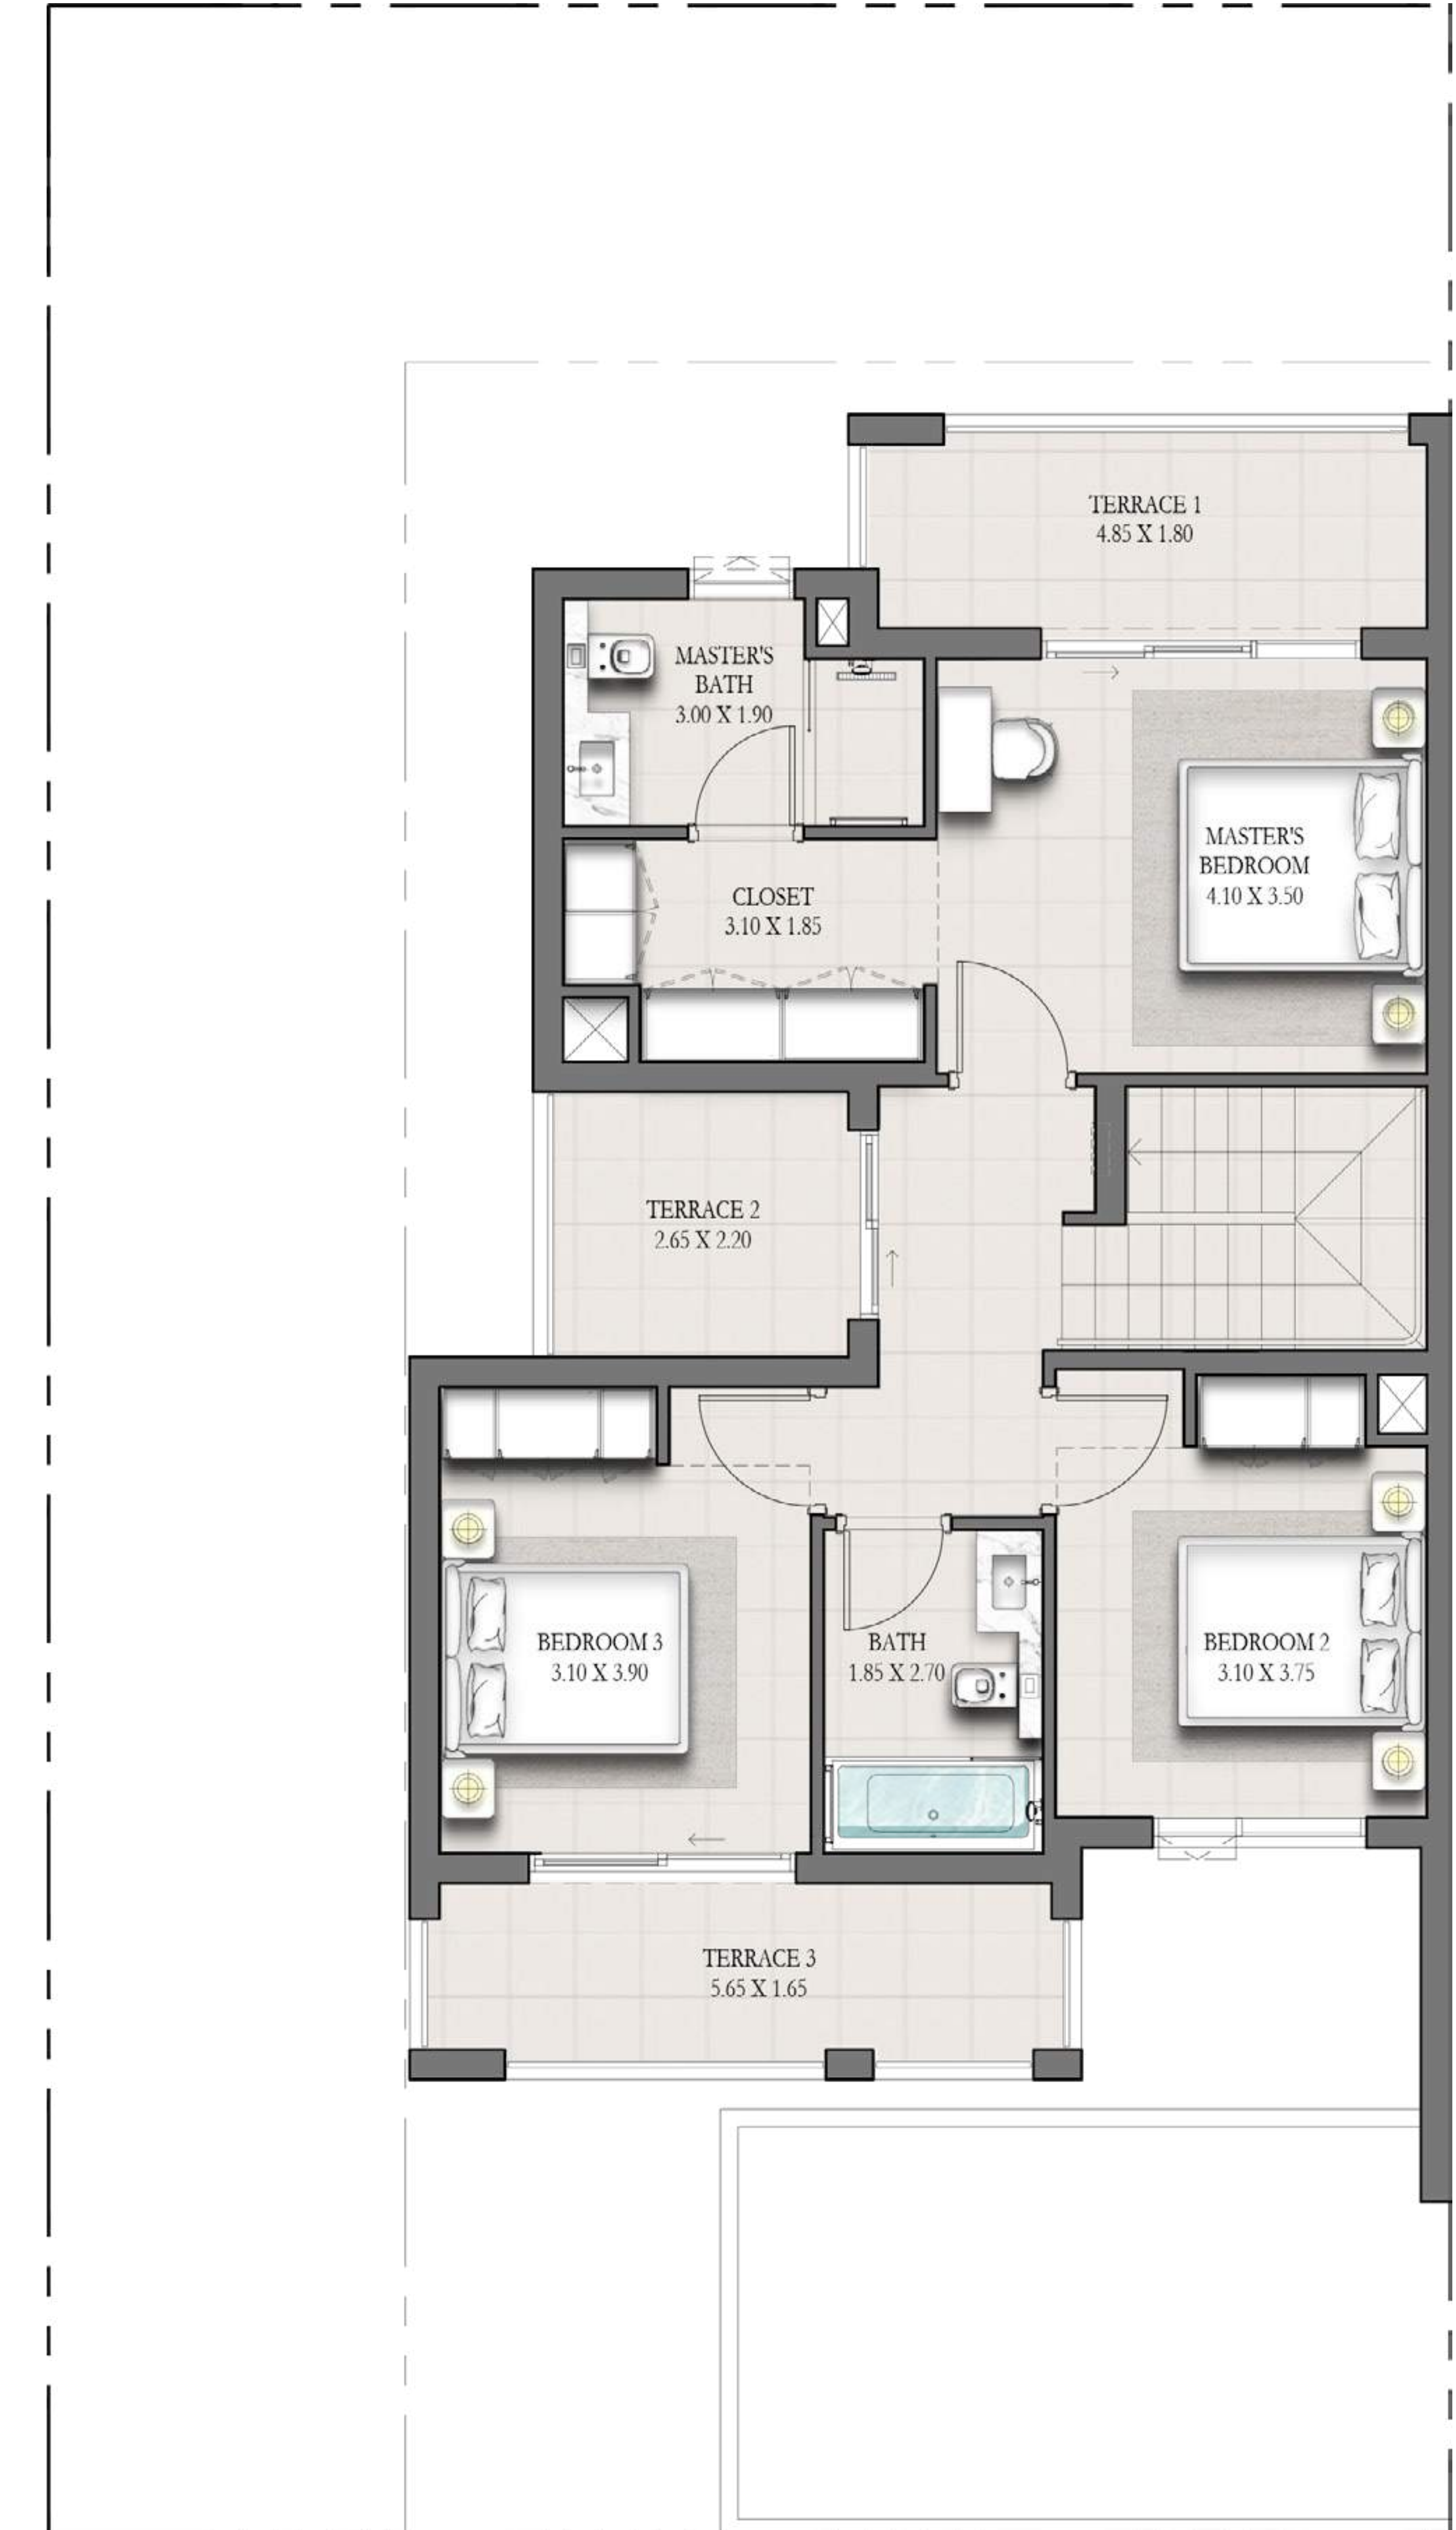 TERRACE 1
4.85 X 1.80
MASTER'S
BATH
3.00 X 1.90
MASTER'S
BEDROOM
4.10 X 3.50
CLOSET
3.10 X 1.85
TERRACE 2
2.65 X 2.20
BEDROOM 3
3.10 X 3.90
BATH
1.85 X 2.70
BEDROOM 2
3.10 X 3.75
TERRACE 3
5.65 X 1.65